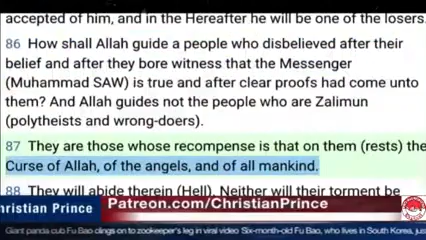 accepted of him, and in the Hereafter he will be one of the losers.
86 How shall Allah guide a people who disbelieved after their
belief and after they bore witness that the Messenger
(Muhammad SAW) is true and after clear proofs had come unto
them? And Allah guides not the people who are Zalimun
(polytheists and wrong-doers).
87 They are those whose recompense is that on them (rests) the
Curse of Allah, of the angels, and of all mankind.
88 They will abide therein (Hell). Neither will their torment be
hristian Prince
Patreon.com/ChristianPrince
Giant panda cub Fu Bao clings on to zookeeper's leg in viral video Six-month-old Fu Bao, who lives in South Korea, jus